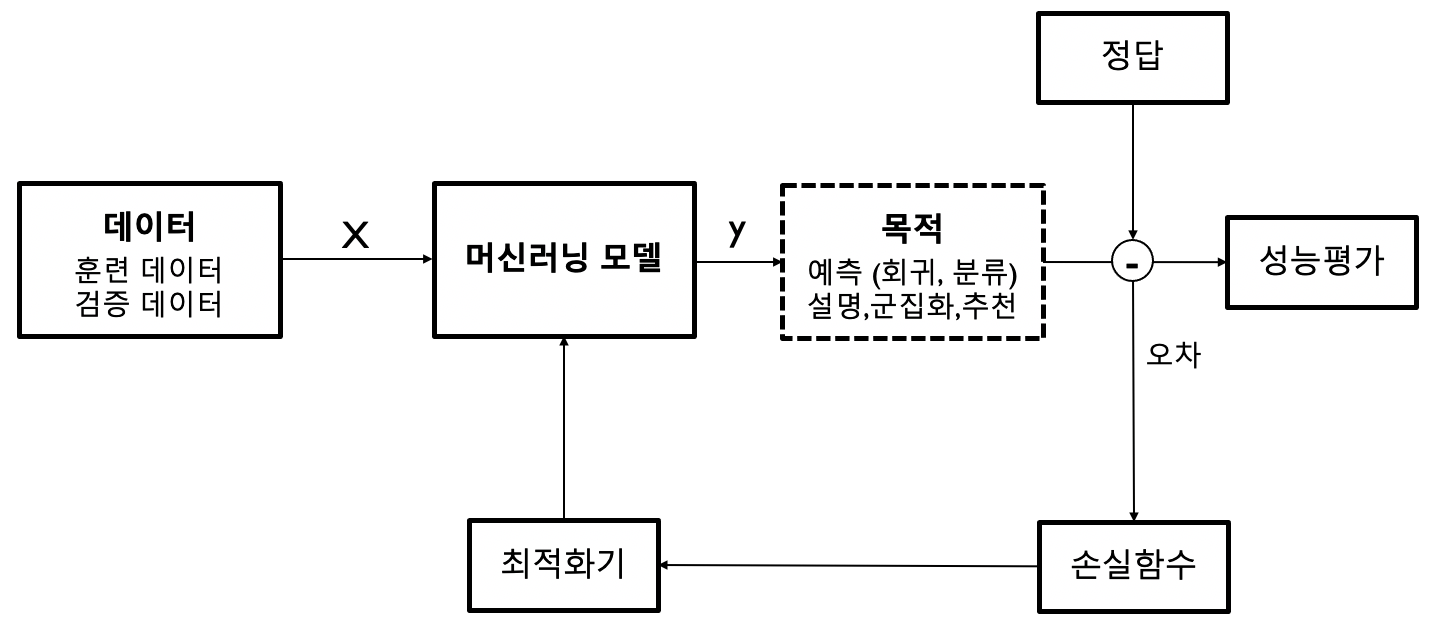 정답
데이터
훈련 데이터
검증 데이터
X
머신러닝 모델
y
목적
예측 (회귀, 분류)
설명,군집화,추천
-
성능평가
오차
최적화기
손실함수